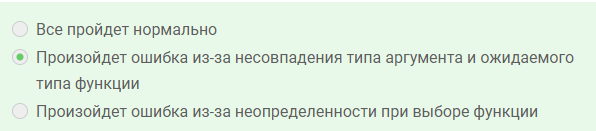 Все пройдет нормально
Произойдет ошибка из-за несовпадения типа аргумента и ожидаемого
типа функции
Произойдет ошибка из-за неопределенности при выборе функции